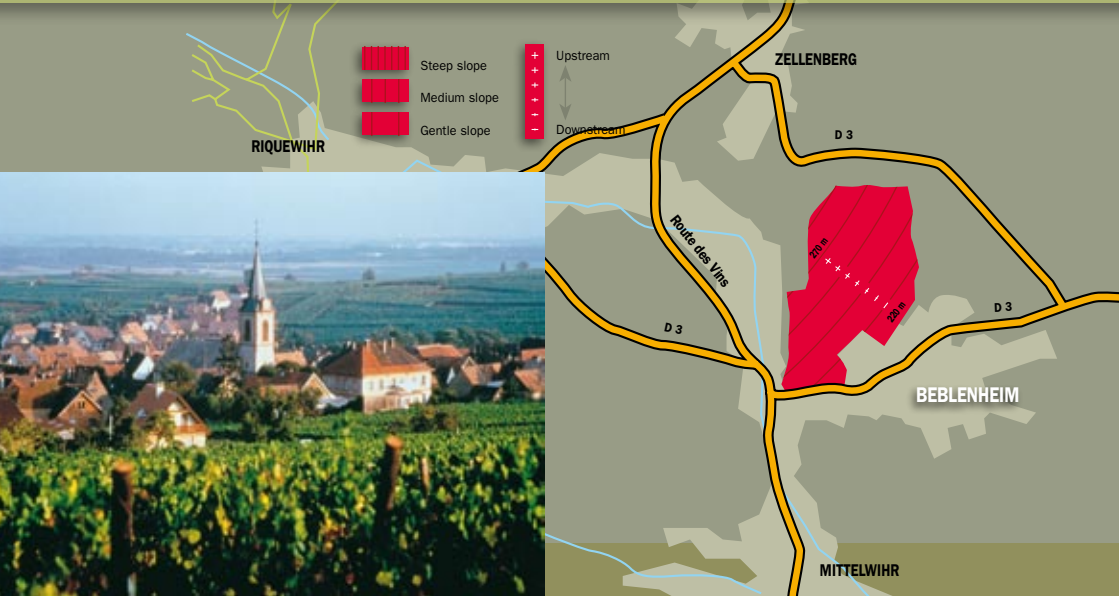 Steep slope
Medium slope
Gentle slope
Upstream
Downstream
ZELLENBERG
D 3
RIQUEWIHR
Route des Vins
270 m
220 m
D 3
D 3
BEBLENHEIM
MITTELWIHR